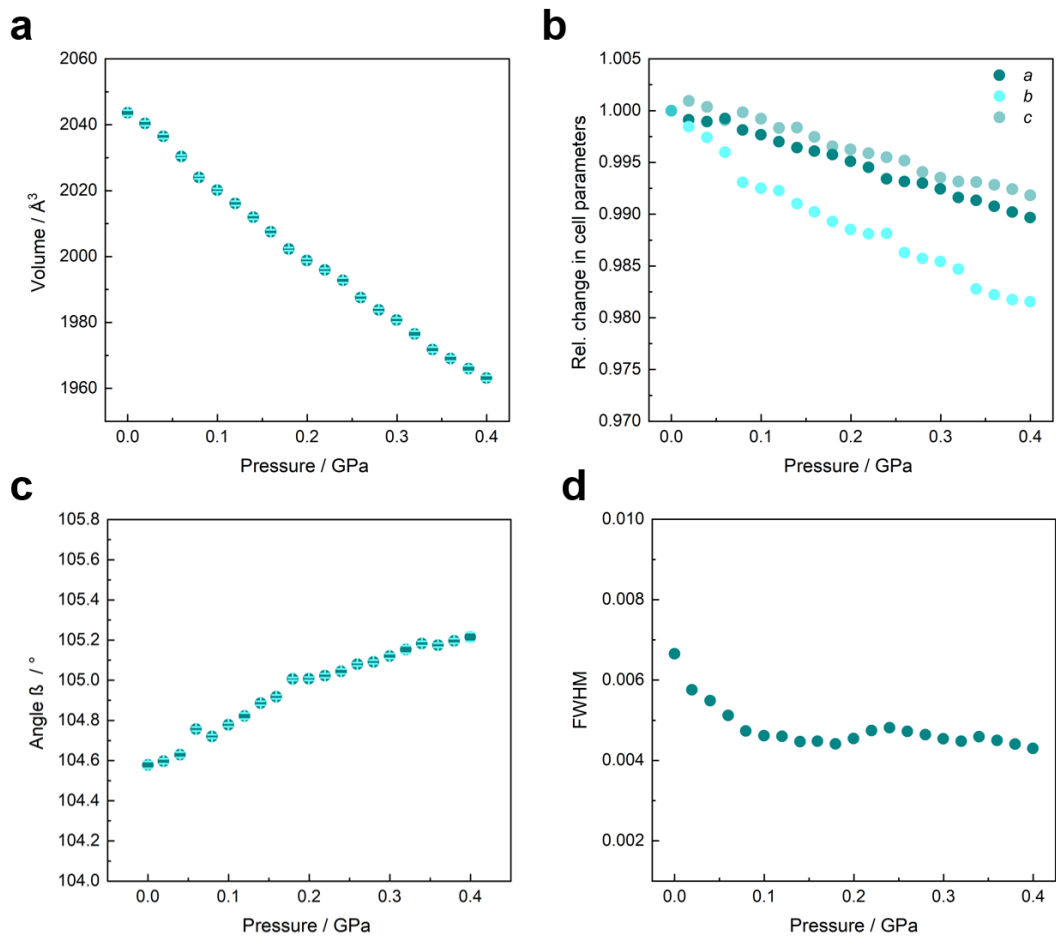 a
2060
2040
2020
2000
1980
1960
Volume / Å³
0.0 0.1 0.2 0.3 0.4
Pressure / GPa
b
1.005
1.000
0.995
0.990
0.985
0.980
0.975
0.970
Rel. change in cell parameters
a
b
c
0.0 0.1 0.2 0.3 0.4
Pressure / GPa
c
105.8
105.6
105.4
105.2
105.0
104.8
104.6
104.4
104.2
104.0
Angle ß / °
0.0 0.1 0.2 0.3 0.4
Pressure / GPa
d
0.010
0.008
0.006
0.004
0.002
FWHM
0.0 0.1 0.2 0.3 0.4
Pressure / GPa